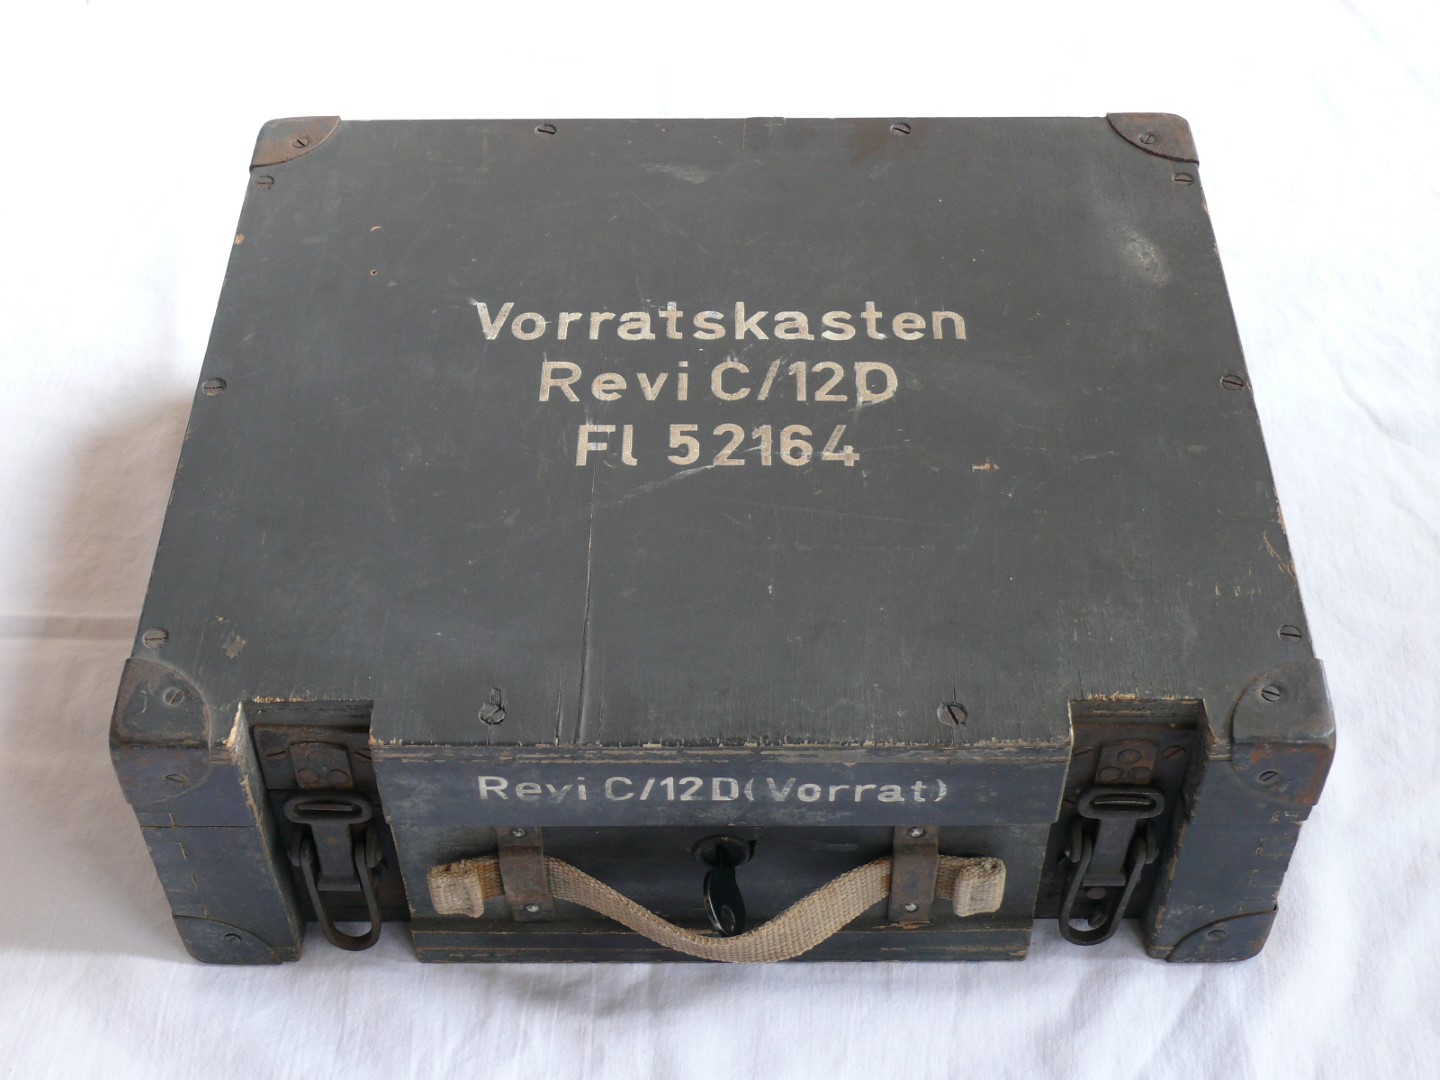 Vorratskasten
Revi C/12D
Fl 52164
Revi C/12D (Vorrat)